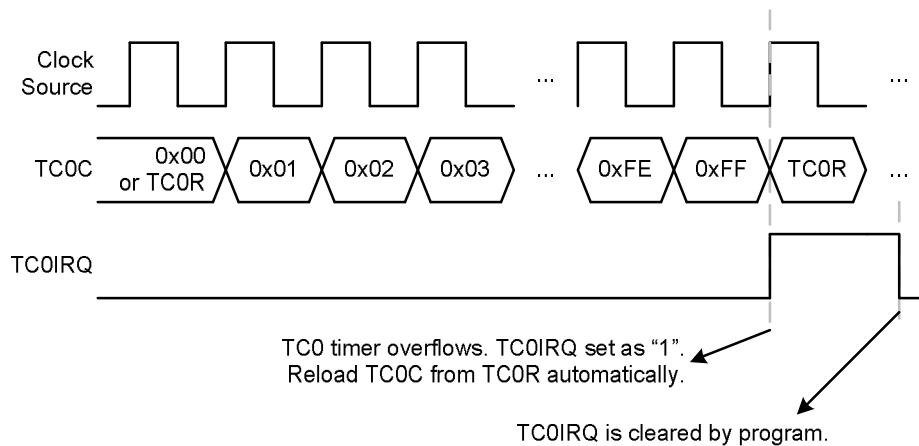 Clock
Source
...
...
TC0C
0x00
or TC0R
0x01
0x02
0x03
...
0xFE
0xFF
TC0R
...
TC0IRQ
TC0 timer overflows. TC0IRQ set as “1”.
Reload TC0C from TC0R automatically.
TC0IRQ is cleared by program.